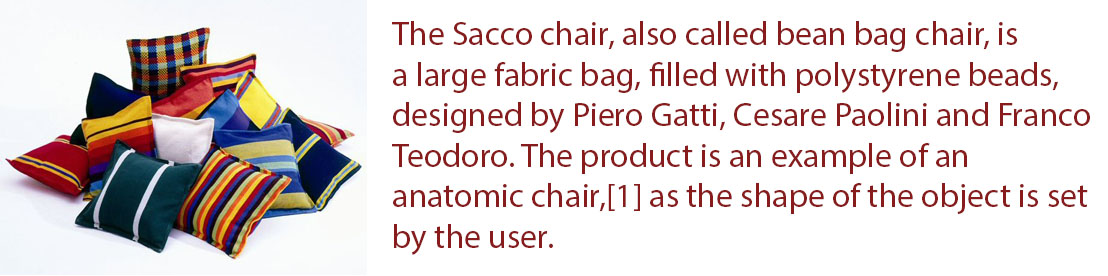 The Sacco chair, also called bean bag chair, is
a large fabric bag, filled with polystyrene beads,
designed by Piero Gatti, Cesare Paolini and Franco
Teodoro. The product is an example of an
anatomic chair,[1] as the shape of the object is set
by the user.